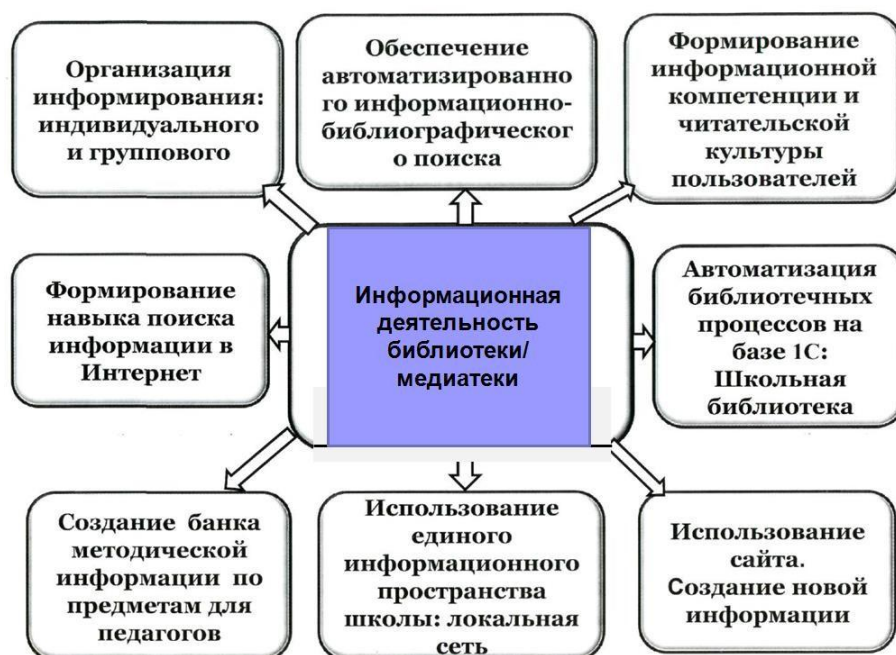 Организация
информирования:
индивидуального
и группового
Обеспечение
автоматизированно
го информационно-
библиографическог
о поиска
Формирование
информационной
компетенции и
читательской
культуры
пользователей
Формирование
навыка поиска
информации в
Интернет
Информационная
деятельность
библиотеки/
медиатеки
Автоматизация
библиотечных
процессов на
базе 1С:
Школьная
библиотека
Создание банка
методической
информации по
предметам для
педагогов
Использование
единого
информационного
пространства
школы: локальная
сеть
Использование
сайта.
Создание новой
информации